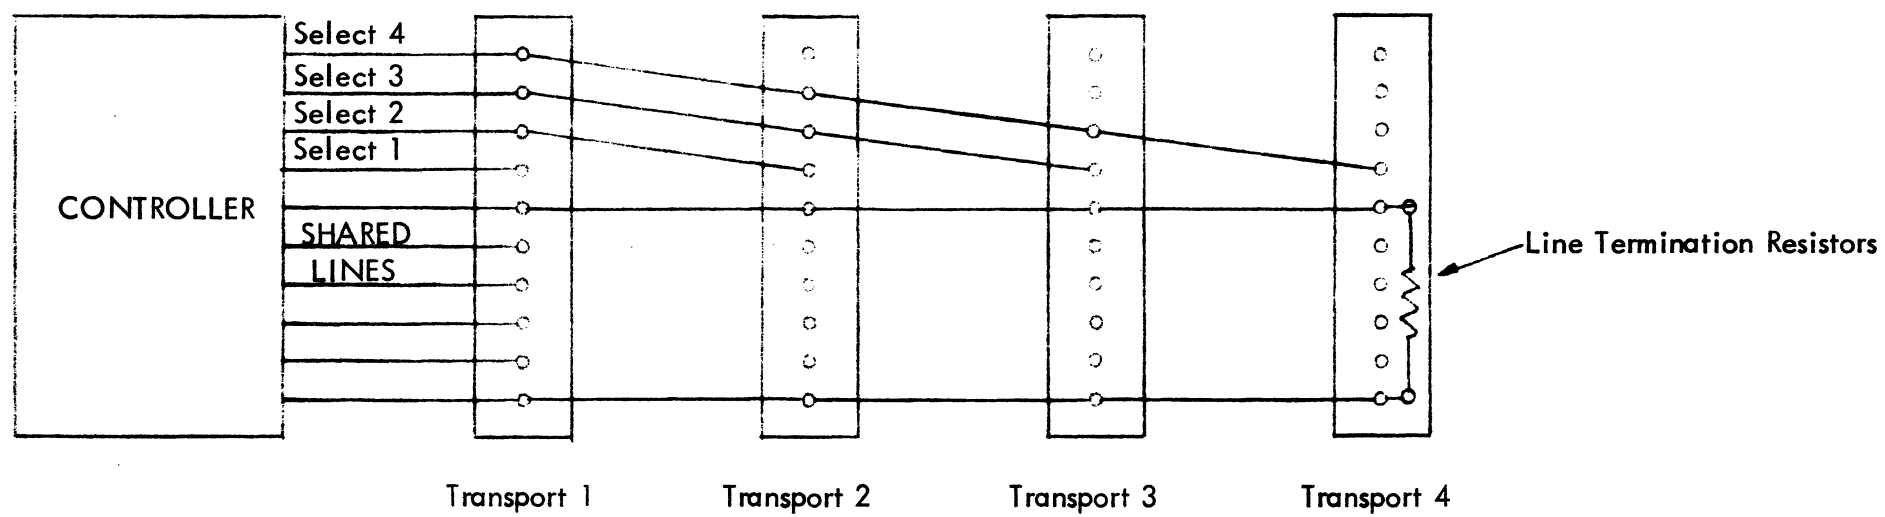 Select 4
Select 3
Select 2
Select 1
CONTROLLER
SHARED
LINES
Line Termination Resistors
Transport 1
Transport 2
Transport 3
Transport 4